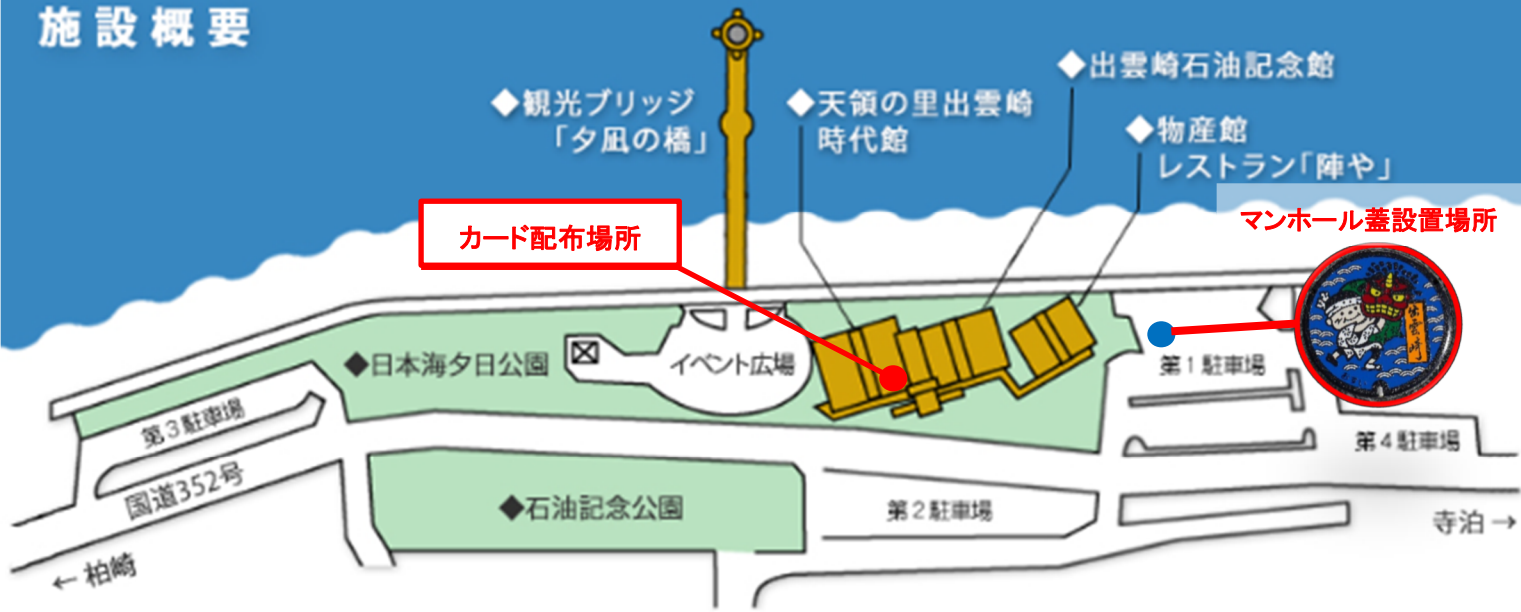 施設概要
◆観光ブリッジ
「夕凪の橋」
◆天領の里出雲崎
時代館
◆出雲崎石油記念館
◆物産館
レストラン「陣や」
カード配布場所
マンホール蓋設置場所
出雲崎
◆日本海夕日公園
イベント広場
第1駐車場
第3駐車場
第4駐車場
国道352号
◆石油記念公園
第2駐車場
寺泊→
←柏崎